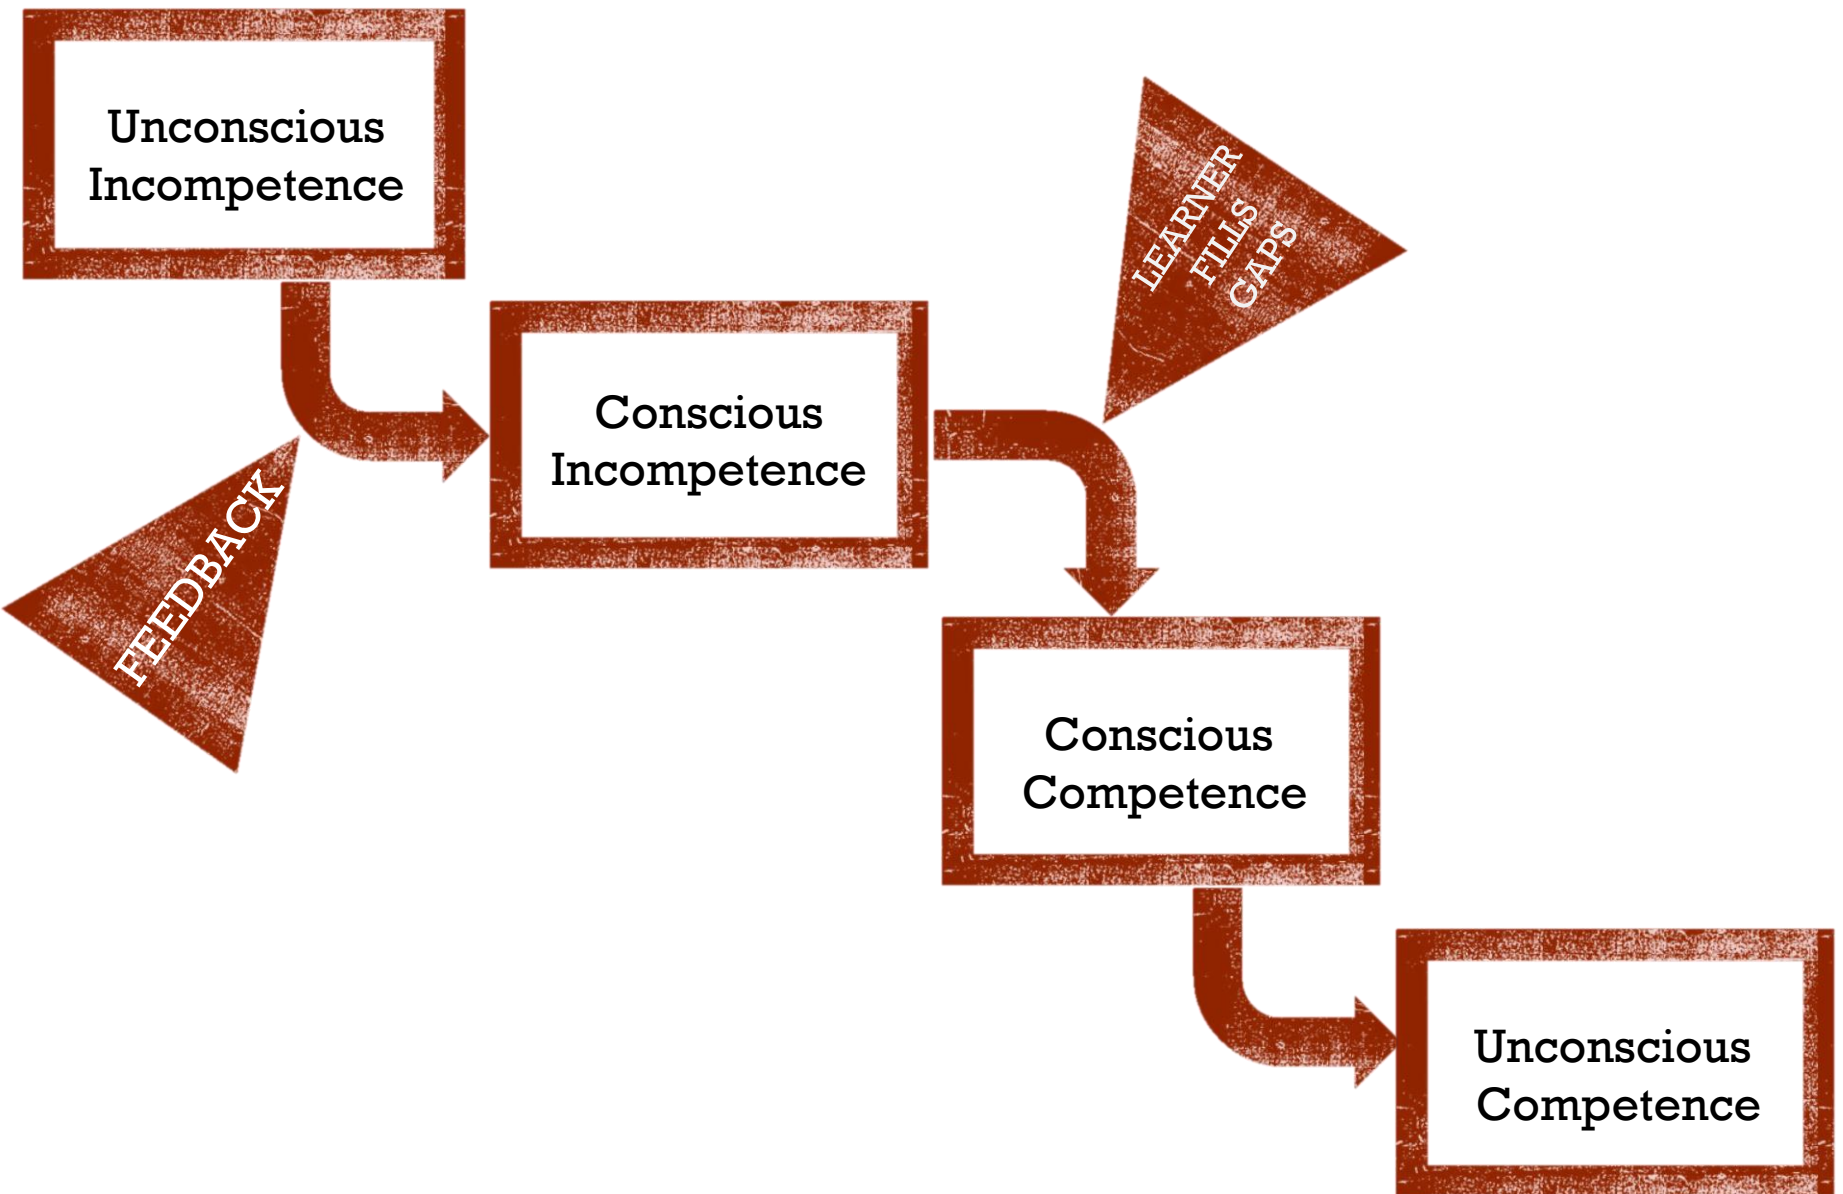 Unconscious
Incompetence
LEARNER
FILLS
GAPS
Conscious
Incompetence
FEEDBACK
Conscious
Competence
Unconscious
Competence